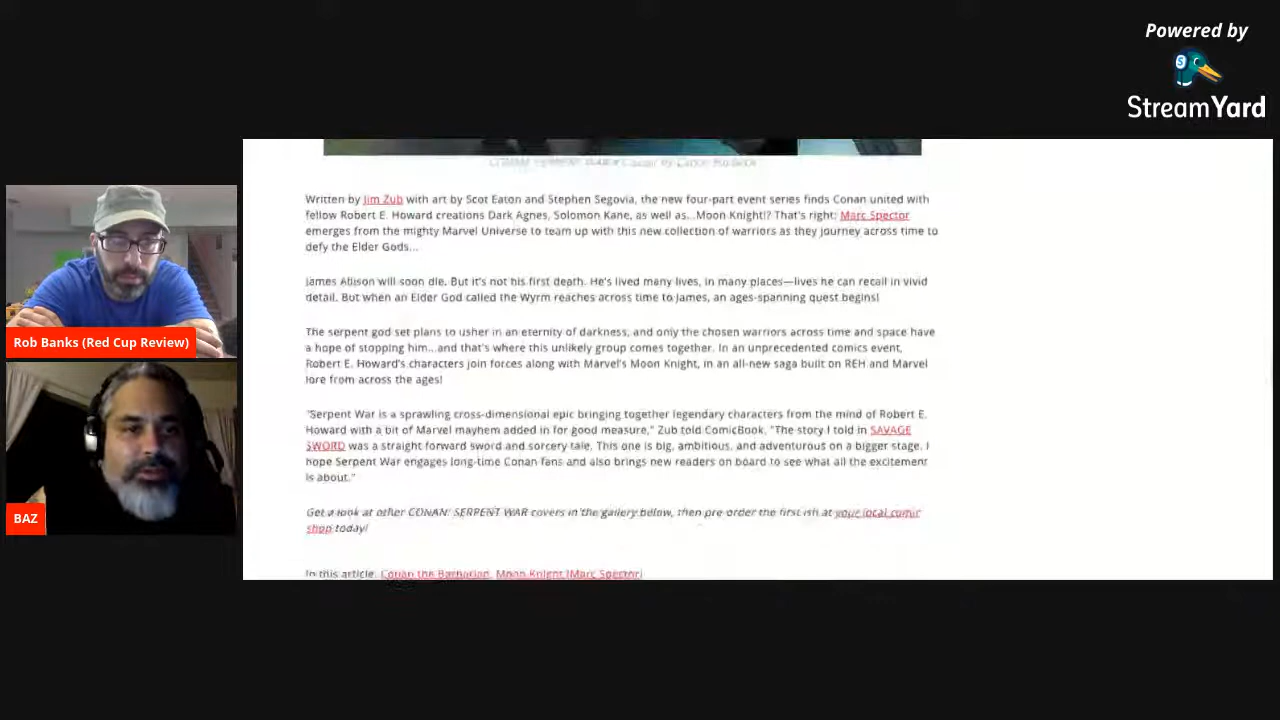 Powered by
StreamYard
Written by Jim Zub with art by Scot Eaton and Stephen Segovia, the new four-part event series finds Conan united with
fellow Robert E. Howard creations Dark Agnes, Solomon Kane, as well as...Moon Knight!? That's right: Marc Spector
emerges from the mighty Marvel Universe to team up with this new collection of warriors as they journey across time to
defy the Elder Gods...
James Allison will soon die. But it's not his first death. He's lived many lives, in many places—lives he can recall in vivid
detail. But when an Elder God called the Wyrm reaches across time to James, an ages-spanning quest begins!
The serpent god set plans to usher in an eternity of darkness, and only the chosen warriors across time and space have
a hope of stopping him...and that's where this unlikely group comes together. In an unprecedented comics event,
Robert E. Howard's characters join forces along with Marvel's Moon Knight, in an all-new saga built on REH and Marvel
lore from across the ages!
"Serpent War is a sprawling cross-dimensional epic bringing together legendary characters from the mind of Robert E.
Howard with a bit of Marvel mayhem added in for good measure," Zub told ComicBook. "The story I told in SAVAGE
SWORD was a straight forward sword and sorcery tale. This one is big, ambitious, and adventurous on a bigger stage. I
hope Serpent War engages long-time Conan fans and also brings new readers on board to see what all the excitement
is about."
Get a look at other CONAN: SERPENT WAR covers in the gallery below, then pre-order the first ish at your local comic
shop today!
In this article: Conan the Barbarian, Moon Knight (Marc Spector)
Rob Banks (Red Cup Review)
BAZ